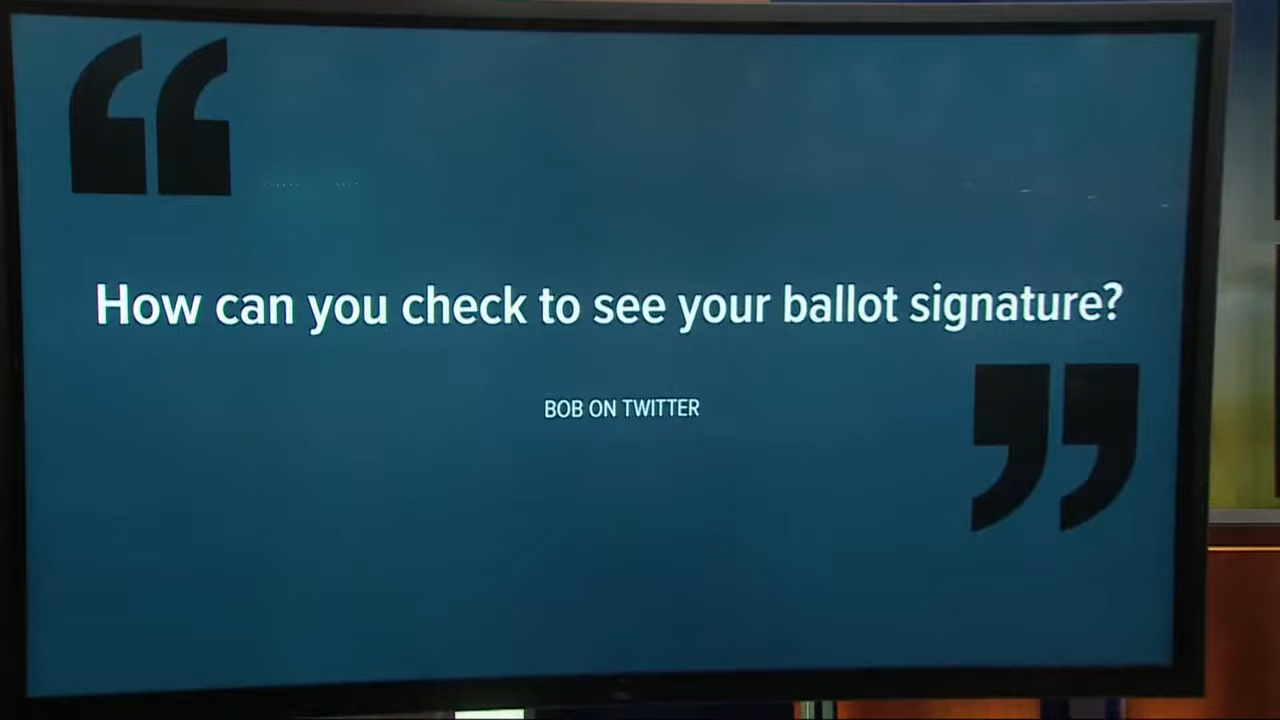 “
How can you check to see your ballot signature?
BOB ON TWITTER
”